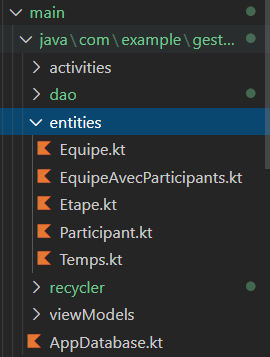 main
java\com\example\gest...
activities
dao
entities
Equipe.kt
EquipeAvecParticipants.kt
Etape.kt
Participant.kt
Temps.kt
recycler
viewModels
AppDatabase.kt